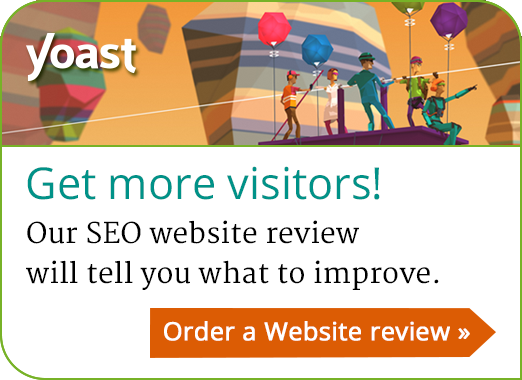 yoast
Get more visitors!
Our SEO website review
will tell you what to improve.
Order a Website review »